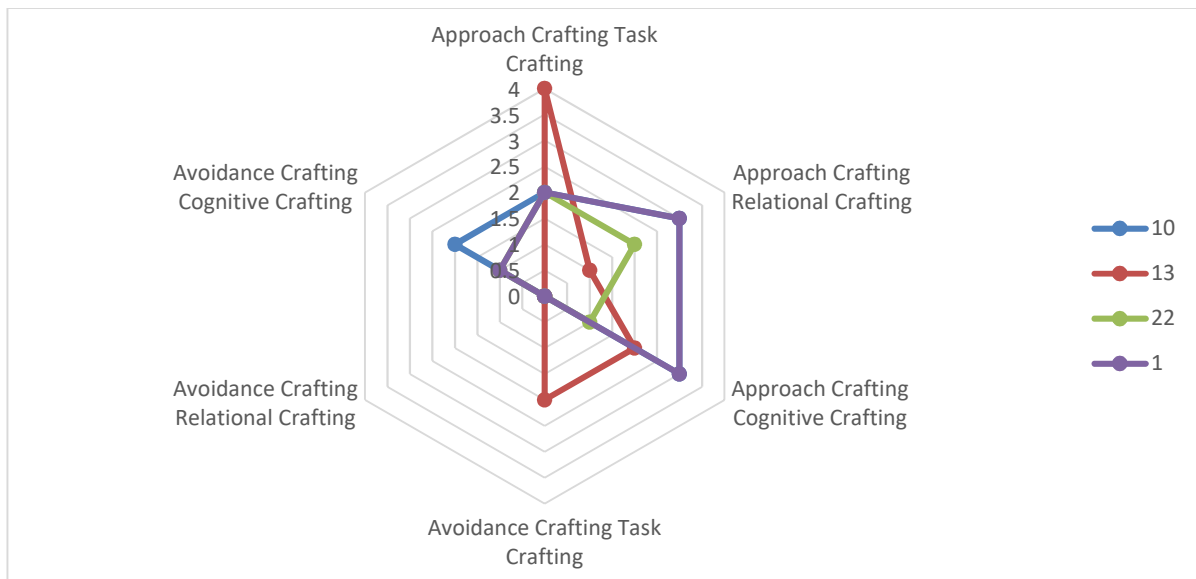 Approach Crafting Task
Crafting
4
3.5
3
2.5
2
1.5
1
0.5
0
Avoidance Crafting
Cognitive Crafting
Approach Crafting
Relational Crafting
10
13
22
1
Avoidance Crafting
Relational Crafting
Approach Crafting
Cognitive Crafting
Avoidance Crafting Task
Crafting